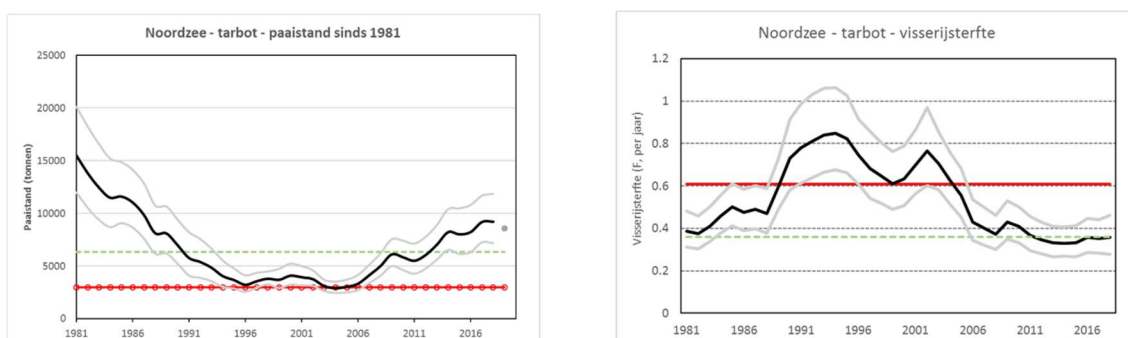 Noordzee - tarbot - paaistand sinds 1981
25000
20000
15000
10000
5000
0
Paaistand (tonnen)
1981 1986 1991 1996 2001 2006 2011 2016
Noordzee - tarbot - visserijsterfte
1.2
1
0.8
0.6
0.4
0.2
0
Visserijsterfte (F, per jaar)
1981 1986 1991 1996 2001 2006 2011 2016